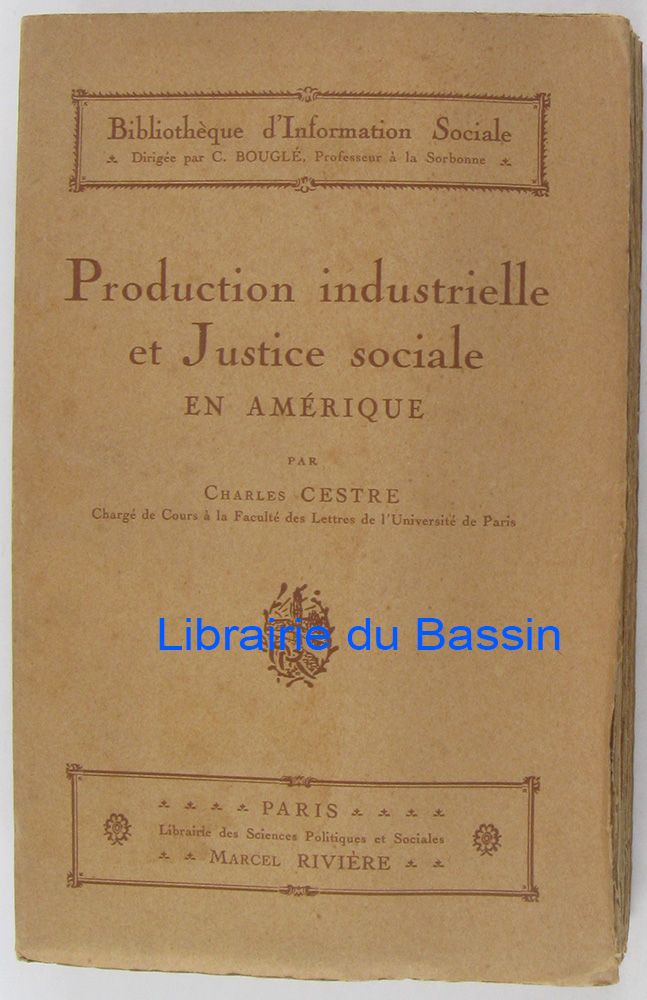 Bibliothèque d'Information Sociale
Dirigée par C. BOUGLÉ, Professeur à la Sorbonne
Production industrielle
et Justice sociale
EN AMÉRIQUE
PAR
CHARLES CESTRE
Chargé de Cours à la Faculté des Lettres de l'Université de Paris
Librairie du Bassin
PARIS
Librairie des Sciences Politiques et Sociales
MARCEL RIVIÈRE